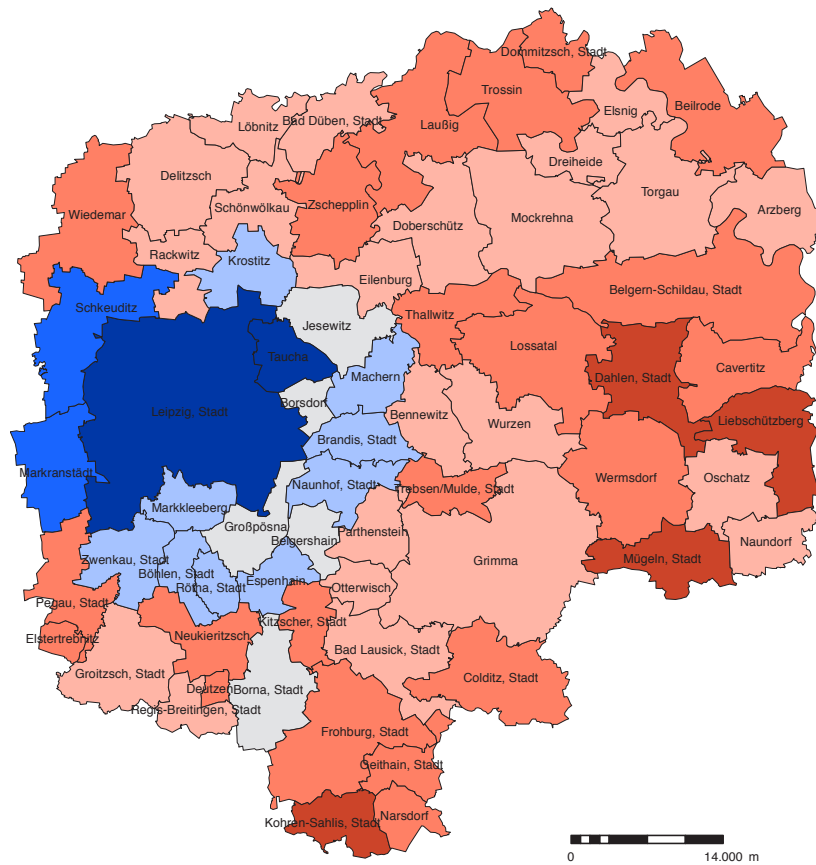 Dommitzsch, Stadt
Trossin
Beilrode
Elsnig
Löbnitz
Bad Düben, Stadt
Laußig
Dreiheide
Delitzsch
Torgau
Schönwölkau
Zschepplin
Wiedemar
Mockrehna
Arzberg
Doberschütz
Rackwitz
Krostitz
Eilenburg
Belgern-Schildau, Stadt
Schkeuditz
Thallwitz
Jesewitz
Lossatal
Taucha
Cavertitz
Machern
Dahlen, Stadt
Borsdorf
Leipzig, Stadt
Bennewitz
Liebschützberg
Wurzen
Brandis, Stadt
Markranstädt
Wermsdorf
Oschatz
Naunhof, Stadt
Trebsen/Mulde, Stadt
Markkleeberg
Großpösna
Parthenstein
Belgershain
Naundorf
Zwenkau, Stadt
Grimma
Mügeln, Stadt
Böhlen, Stadt
Espenhain
Rötha, Stadt
Otterwisch
Pegau, Stadt
Kitzscher, Stadt
Elstertrebnitz
Neukieritzsch
Bad Lausick, Stadt
Groitzsch, Stadt
Colditz, Stadt
Deutzen
Borna, Stadt
Regis-Breitingen, Stadt
Frohburg, Stadt
Geithain, Stadt
Narsdorf
Kohren-Sahlis, Stadt
0 14.000 m